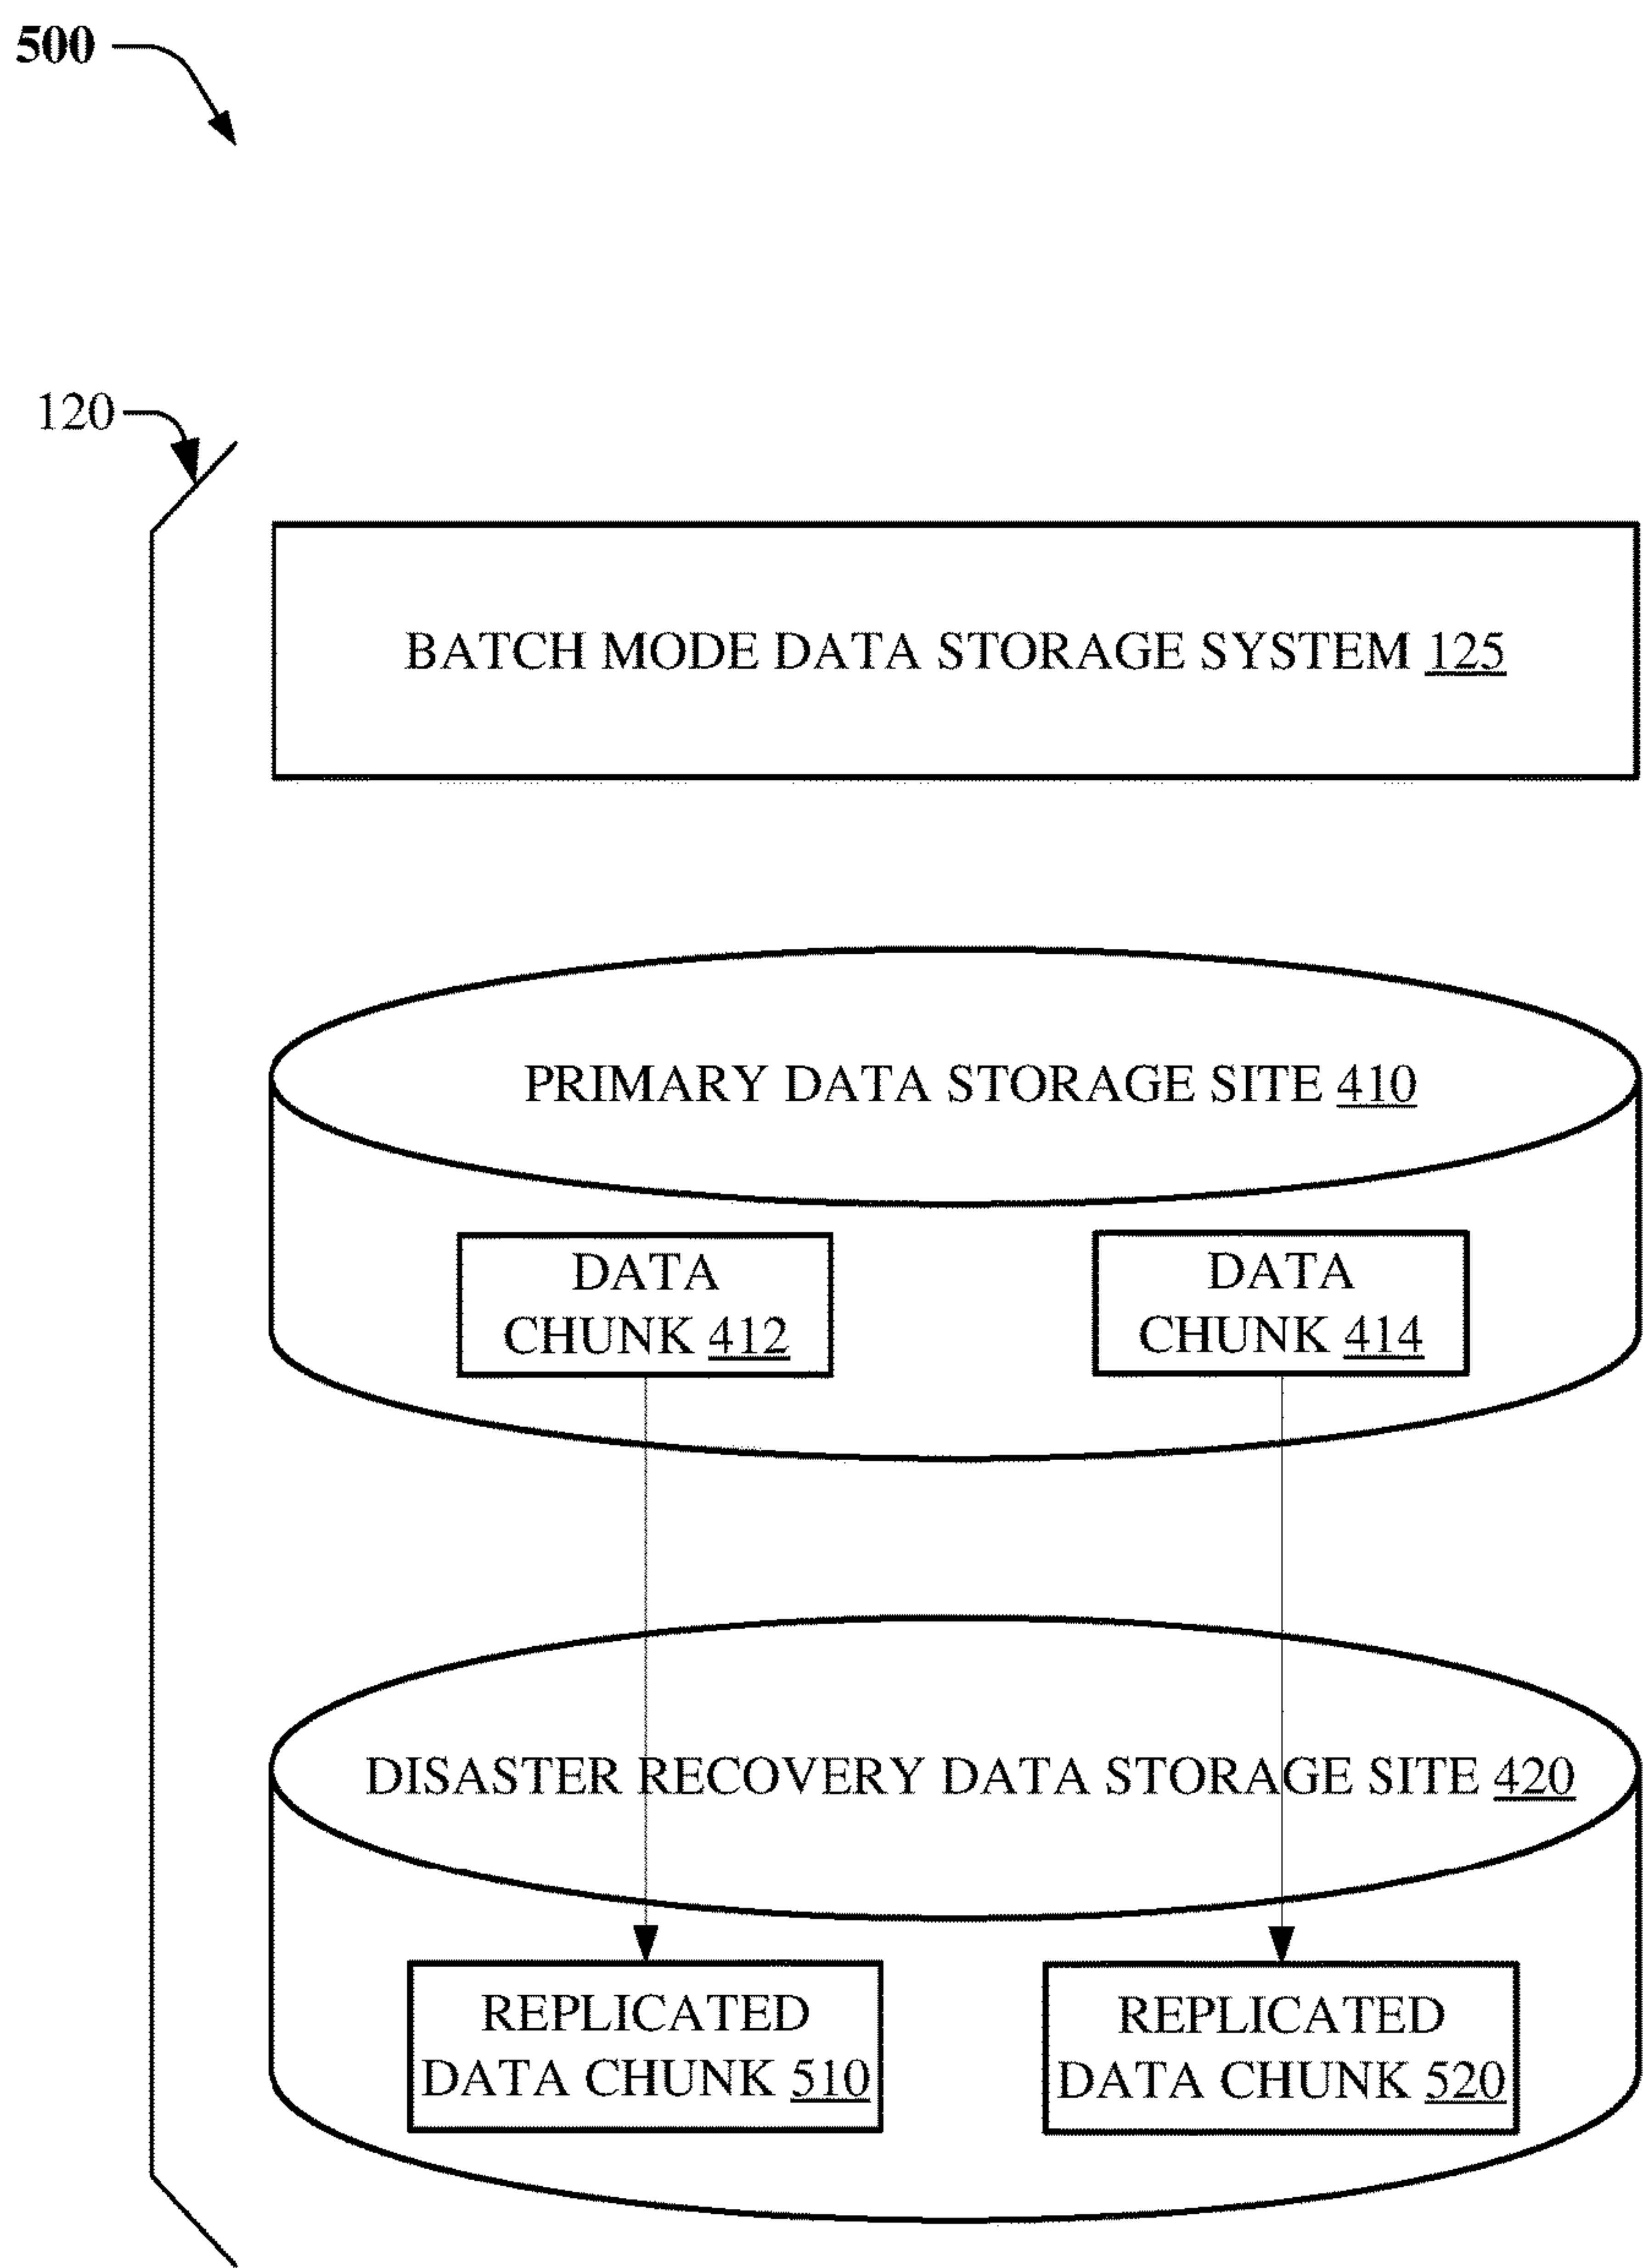 500
120
BATCH MODE DATA STORAGE SYSTEM 125
PRIMARY DATA STORAGE SITE 410
DATA
CHUNK 412
DATA
CHUNK 414
DISASTER RECOVERY DATA STORAGE SITE 420
REPLICATED
DATA CHUNK 510
REPLICATED
DATA CHUNK 520